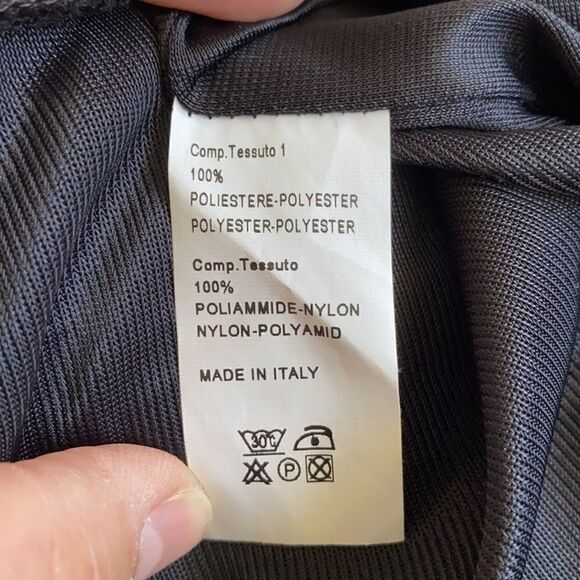 Comp.Tessuto 1
100%
POLIESTERE-POLYESTER
POLYESTER-POLYESTER
Comp.Tessuto
100%
POLIAMMIDE-NYLON
NYLON-POLYAMID
MADE IN ITALY
30°C
P